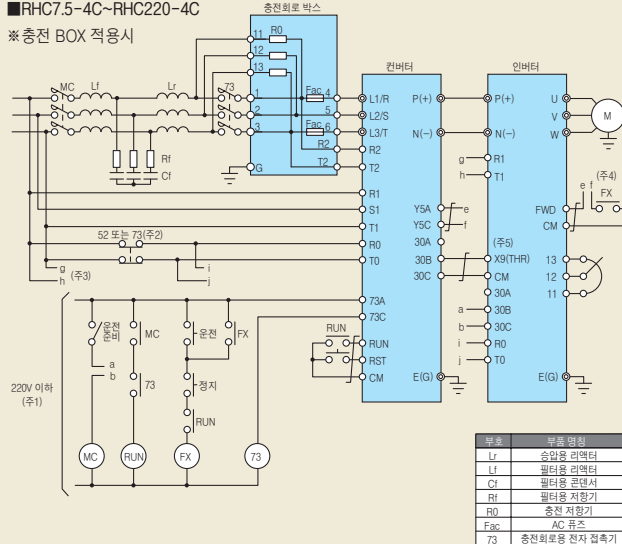 ■RHC7.5-4C~RHC220-4C
※충전 BOX 적용시
충전회로 박스
11 R0
12
13
MC Lf Lr 73
1 Fac 4
2 5
3 Fac 6
R2
T2
G
Rf
Cf
컨버터
L1/R P(+)
L2/S
L3/T N(-)
R2
T2
R1
S1 Y5A e
T1 Y5C f
R0 30A
T0 30B
30C
73A
73C
RUN
RST
CM E(G)
인버터
P(+) U
V
N(-) W
M
g R1
h T1
(주4)
e f FX
FWD
CM
(주5)
X9(THR) 13
CM 12
30A 11
a 30B
b 30C
i R0
j T0
E(G)
52 또는 73(주2)
g
h (주3)
i
j
220V 이하
(주1)
운전
준비
MC
운전
FX
a
b
73
정지
RUN
RUN
MC
RUN
FX
73
부호 부품 명칭
Lr 승압용 리액터
Lf 필터용 리액터
Cf 필터용 콘덴서
Rf 필터용 저항기
R0 충전 저항기
Fac AC 퓨즈
73 충전회로용 전자 접촉기